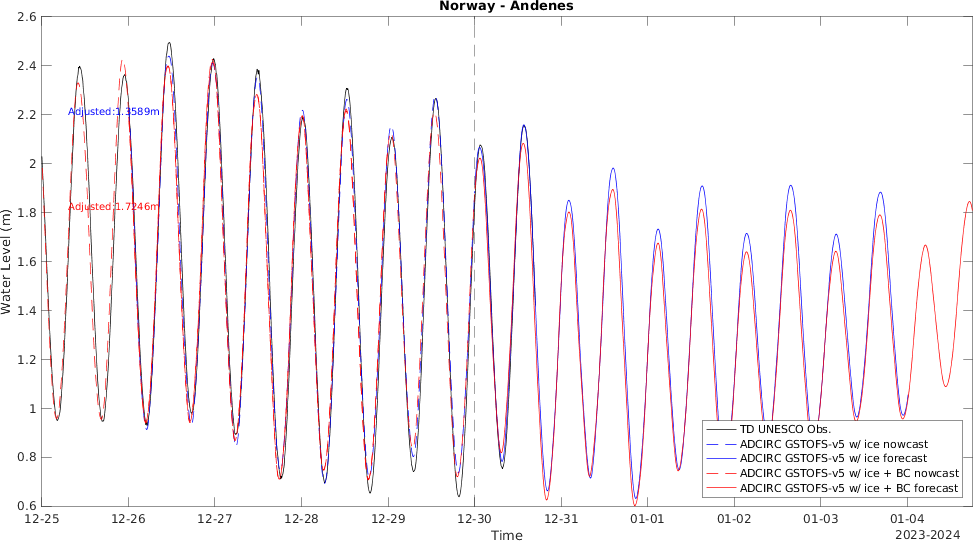 Norway - Andenes
2.6
2.4
2.2
2
1.8
1.6
1.4
1.2
1
0.8
0.6
Water Level (m)
Adjusted:1.3589m
Adjusted:1.7246m
TD UNESCO Obs.
ADCIRC GSTOFS-v5 w/ ice nowcast
ADCIRC GSTOFS-v5 w/ ice forecast
ADCIRC GSTOFS-v5 w/ ice + BC nowcast
ADCIRC GSTOFS-v5 w/ ice + BC forecast
12-25 12-26 12-27 12-28 12-29 12-30 12-31 01-01 01-02 01-03 01-04
Time
2023-2024